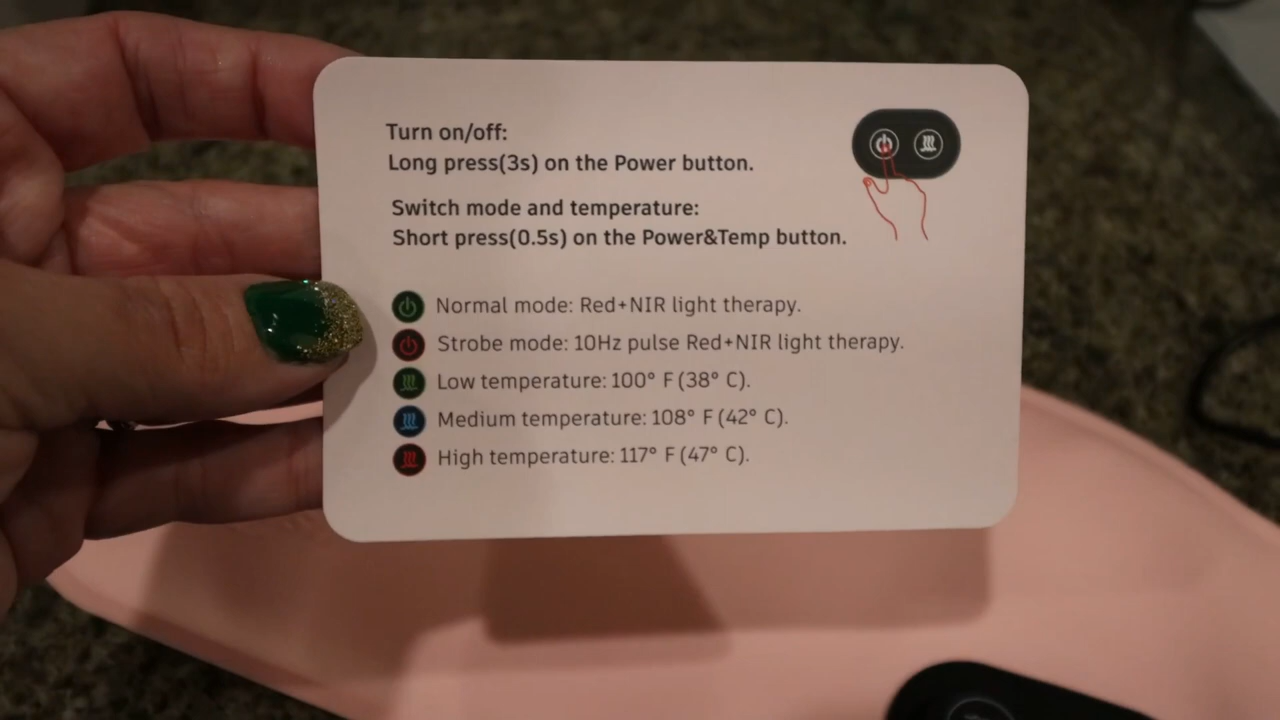 Turn on/off:
Long press(3s) on the Power button.
Switch mode and temperature:
Short press(0.5s) on the Power&Temp button.
Normal mode: Red+NIR light therapy.
Strobe mode: 10Hz pulse Red+NIR light therapy.
Low temperature: 100° F (38° C).
Medium temperature: 108° F (42° C).
High temperature: 117° F (47° C).